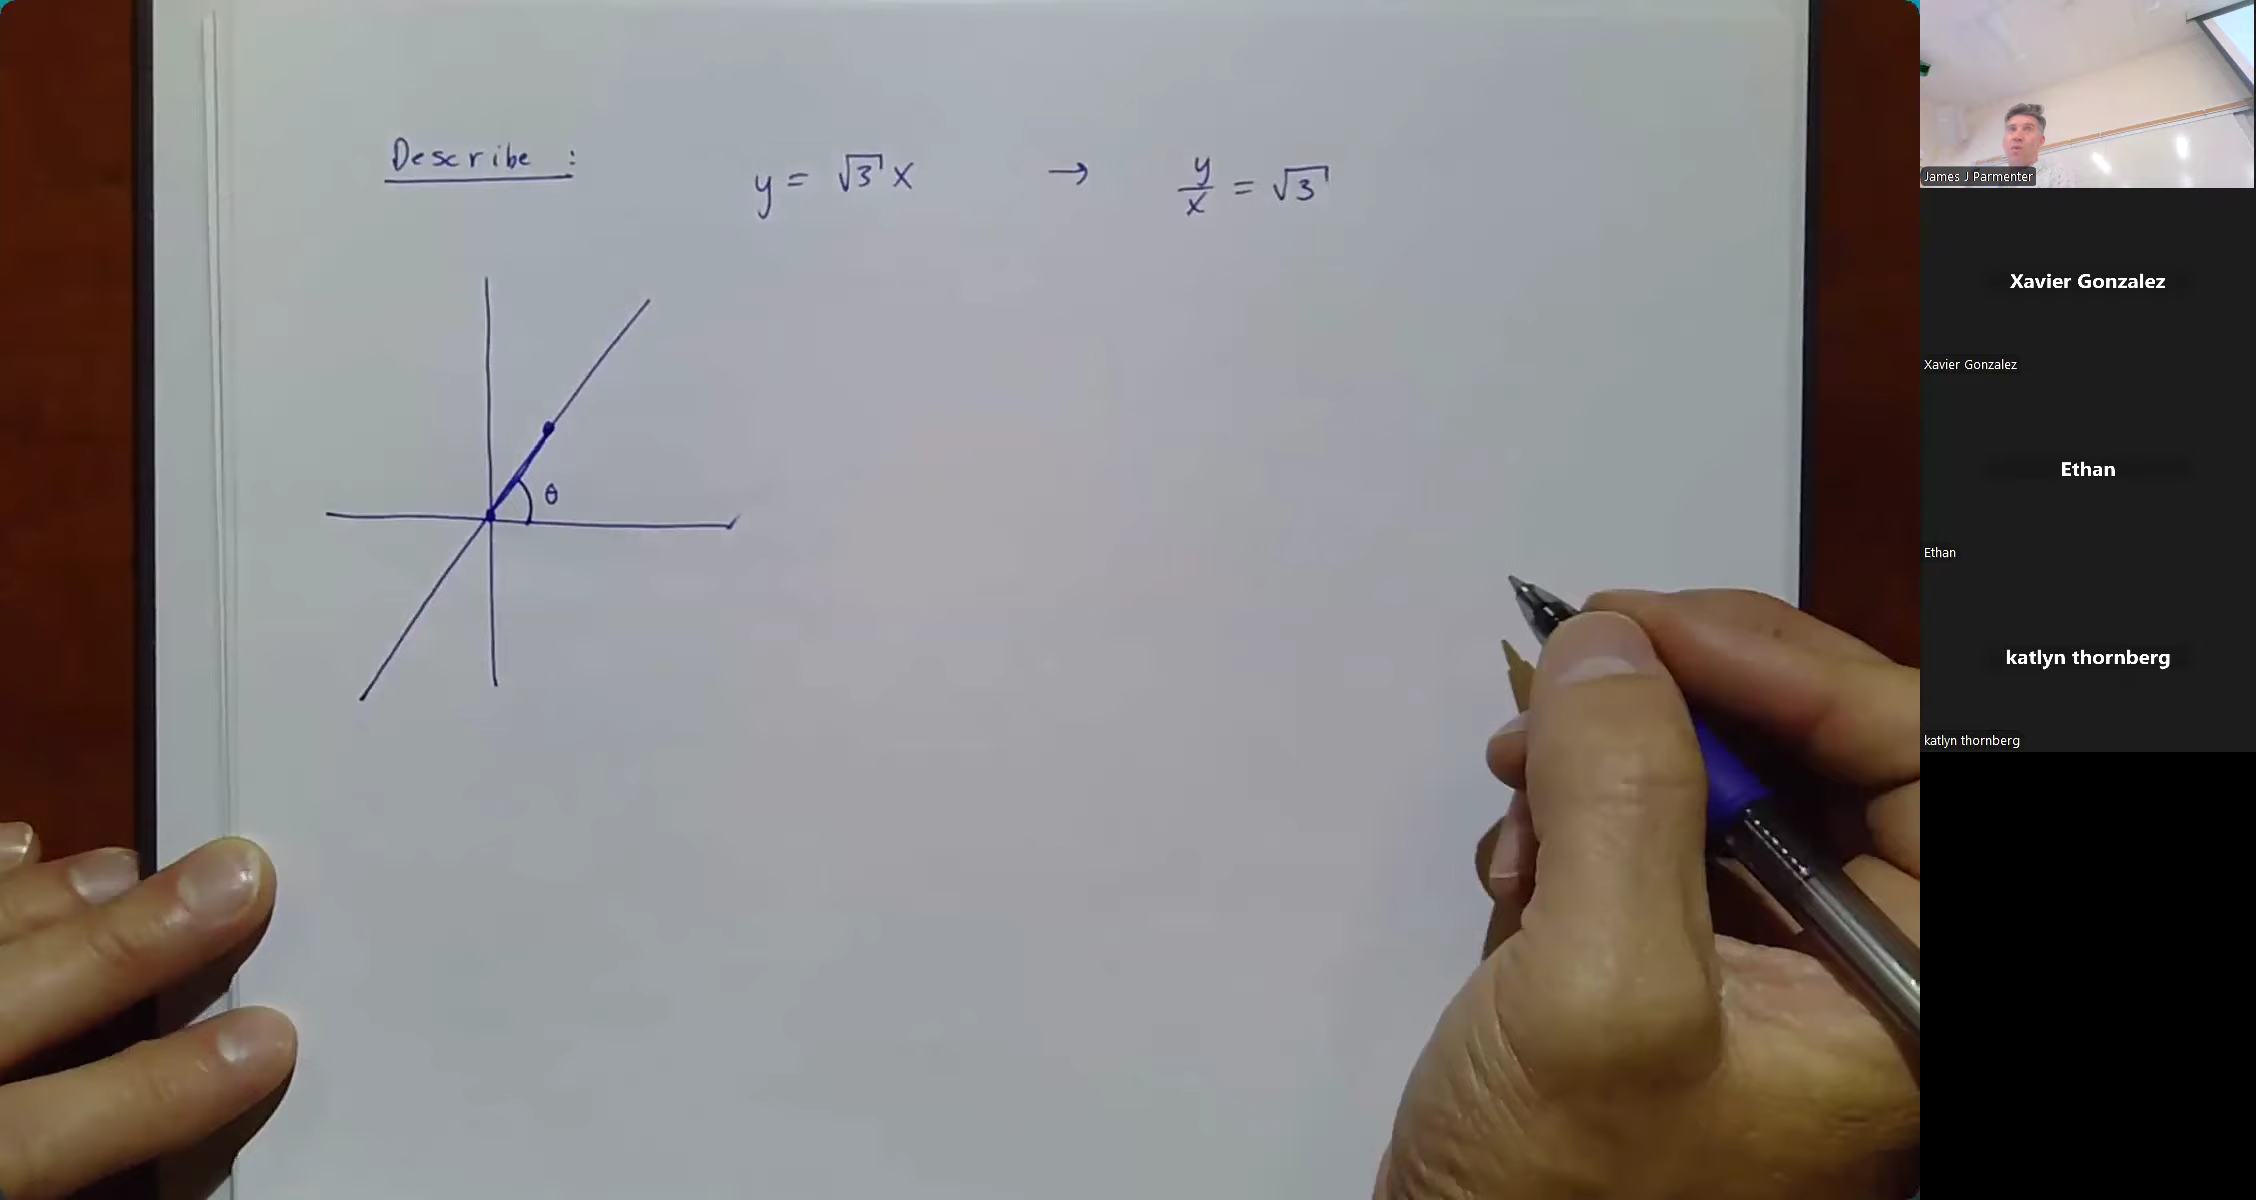 Describe : y = √3 x → y/x = √3
θ
James J Parmenter
Xavier Gonzalez
Xavier Gonzalez
Ethan
Ethan
katlyn thornberg
katlyn thornberg